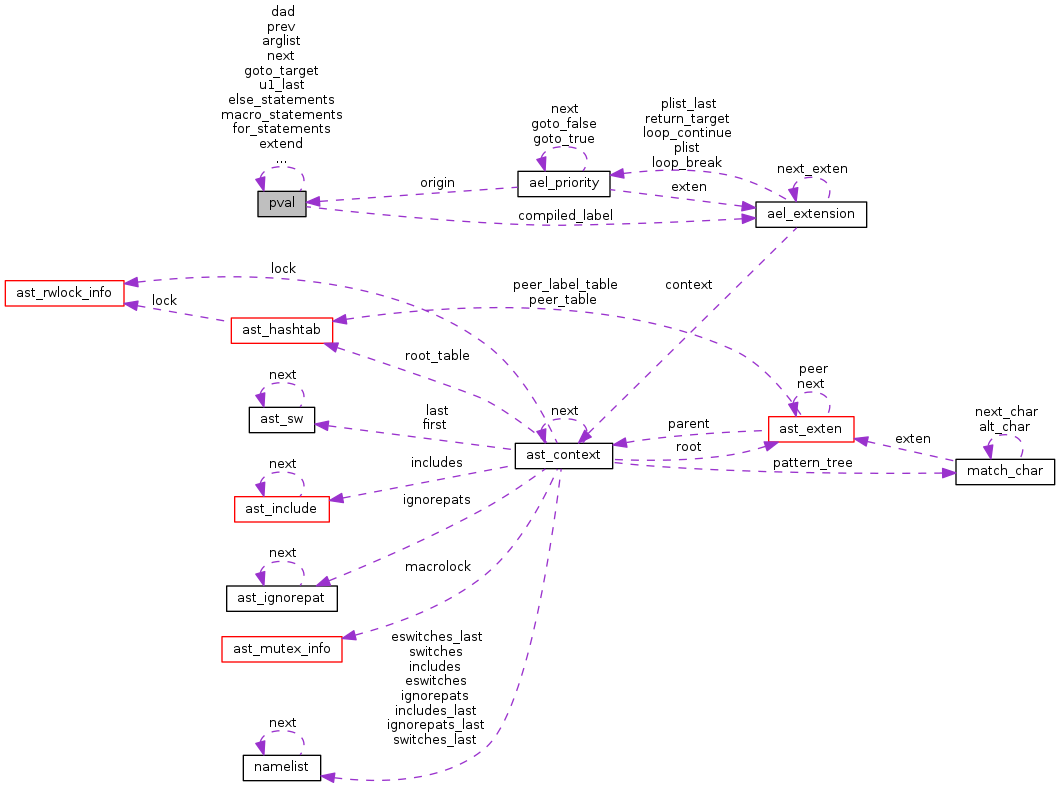 dad
prev
arglist
next
goto_target
u1_last
else_statements
macro_statements
for_statements
extend
...
pval
origin
compiled_label
next
goto_false
goto_true
ael_priority
plist_last
return_target
loop_continue
plist
loop_break
exten
next_exten
ael_extension
context
lock
ast_rwlock_info
lock
ast_hashtab
peer_label_table
peer_table
root_table
next
ast_sw
last
first
next
ast_context
peer
next
ast_exten
parent
root
pattern_tree
exten
next_char
alt_char
match_char
includes
next
ast_include
ignorepats
next
ast_ignorepat
macrolock
ast_mutex_info
eswitches_last
switches
includes
eswitches
ignorepats
includes_last
ignorepats_last
switches_last
next
namelist